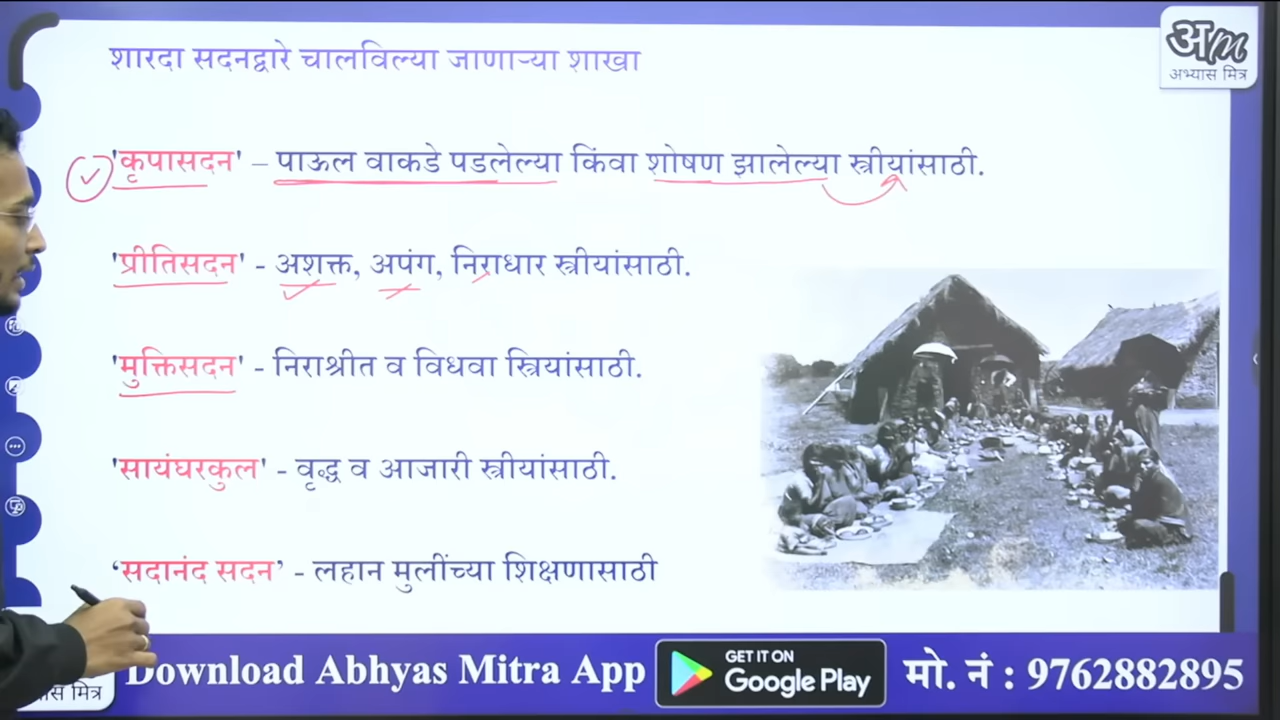 शारदा सदनद्वारे चालविल्या जाणाऱ्या शाखा
अm
अभ्यास मित्र
'कृपासदन' – पाऊल वाकडे पडलेल्या किंवा शोषण झालेल्या स्त्रीयांसाठी.
'प्रीतिसदन' - अशक्त, अपंग, निराधार स्त्रीयांसाठी.
'मुक्तिसदन' - निराश्रीत व विधवा स्त्रियांसाठी.
'सायंघरकुल' - वृद्ध व आजारी स्त्रीयांसाठी.
‘सदानंद सदन’ - लहान मुलींच्या शिक्षणासाठी
Download Abhyas Mitra App
GET IT ON
Google Play
मो. नं : 9762882895
मित्र